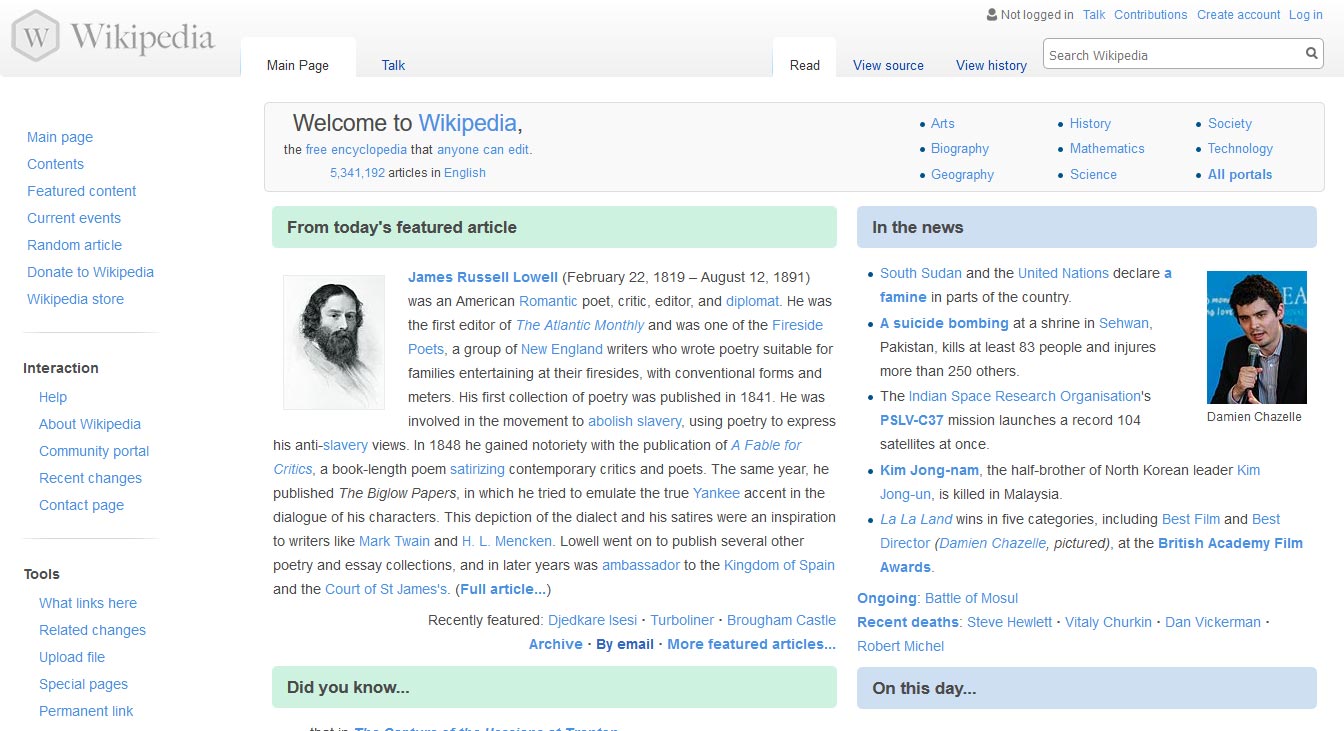 W Wikipedia
Not logged in Talk Contributions Create account Log in
Main Page Talk Read View source View history Search Wikipedia
Main page
Contents
Featured content
Current events
Random article
Donate to Wikipedia
Wikipedia store
Interaction
Help
About Wikipedia
Community portal
Recent changes
Contact page
Tools
What links here
Related changes
Upload file
Special pages
Permanent link
Welcome to Wikipedia,
the free encyclopedia that anyone can edit.
5,341,192 articles in English
• Arts
• Biography
• Geography
• History
• Mathematics
• Science
• Society
• Technology
• All portals
From today's featured article
James Russell Lowell (February 22, 1819 – August 12, 1891)
was an American Romantic poet, critic, editor, and diplomat. He was
the first editor of The Atlantic Monthly and was one of the Fireside
Poets, a group of New England writers who wrote poetry suitable for
families entertaining at their firesides, with conventional forms and
meters. His first collection of poetry was published in 1841. He was
involved in the movement to abolish slavery, using poetry to express
his anti-slavery views. In 1848 he gained notoriety with the publication of A Fable for
Critics, a book-length poem satirizing contemporary critics and poets. The same year, he
published The Biglow Papers, in which he tried to emulate the true Yankee accent in the
dialogue of his characters. This depiction of the dialect and his satires were an inspiration
to writers like Mark Twain and H. L. Mencken. Lowell went on to publish several other
poetry and essay collections, and in later years was ambassador to the Kingdom of Spain
and the Court of St James's. (Full article...)
Recently featured: Djedkare Isesi · Turboliner · Brougham Castle
Archive · By email · More featured articles...
Did you know...
that in The Capture of the Hessians at Trenton
In the news
• South Sudan and the United Nations declare a
famine in parts of the country.
• A suicide bombing at a shrine in Sehwan,
Pakistan, kills at least 83 people and injures
more than 250 others.
• The Indian Space Research Organisation's
PSLV-C37 mission launches a record 104
satellites at once.
• Kim Jong-nam, the half-brother of North Korean leader Kim
Jong-un, is killed in Malaysia.
• La La Land wins in five categories, including Best Film and Best
Director (Damien Chazelle, pictured), at the British Academy Film
Awards.
Damien Chazelle
Ongoing: Battle of Mosul
Recent deaths: Steve Hewlett · Vitaly Churkin · Dan Vickerman ·
Robert Michel
On this day...